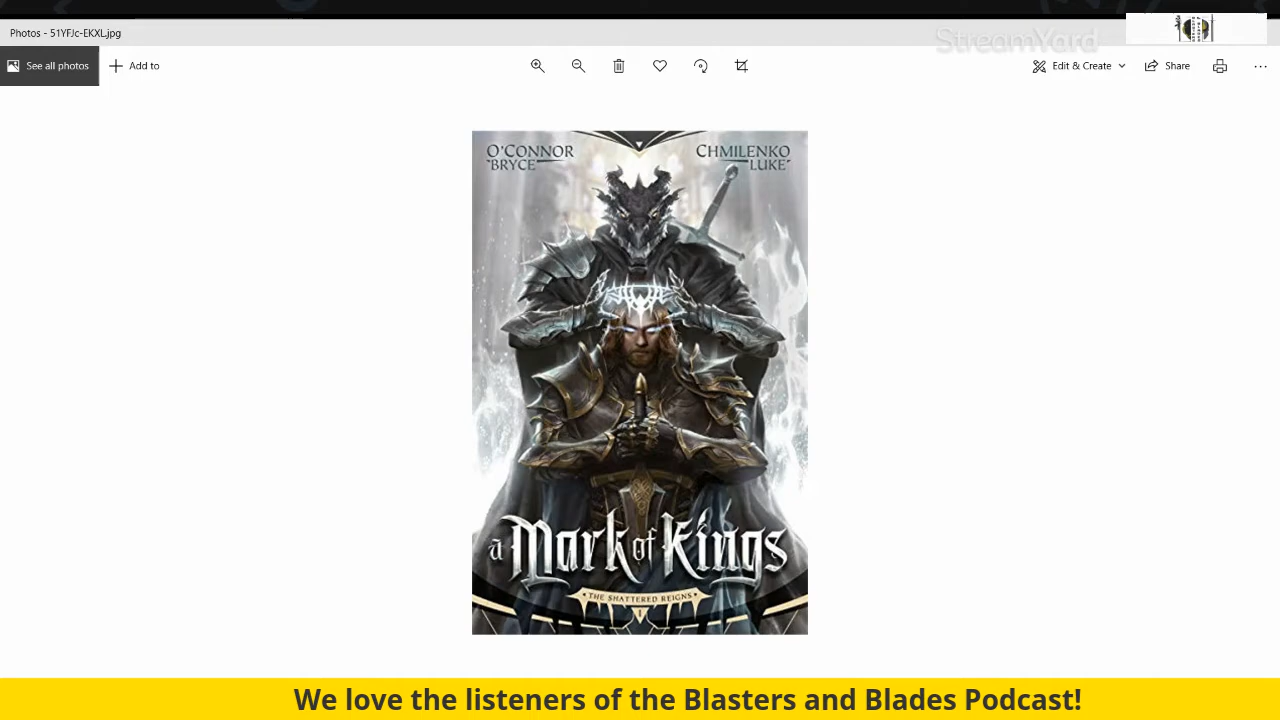 Photos - 51YFJc-EKXL.jpg
StreamYard
See all photos
Add to
Edit & Create
Share
O'CONNOR
BRYCE
CHMILENKO
LUKE
a Mark of Kings
THE SHATTERED REIGNS
1
We love the listeners of the Blasters and Blades Podcast!